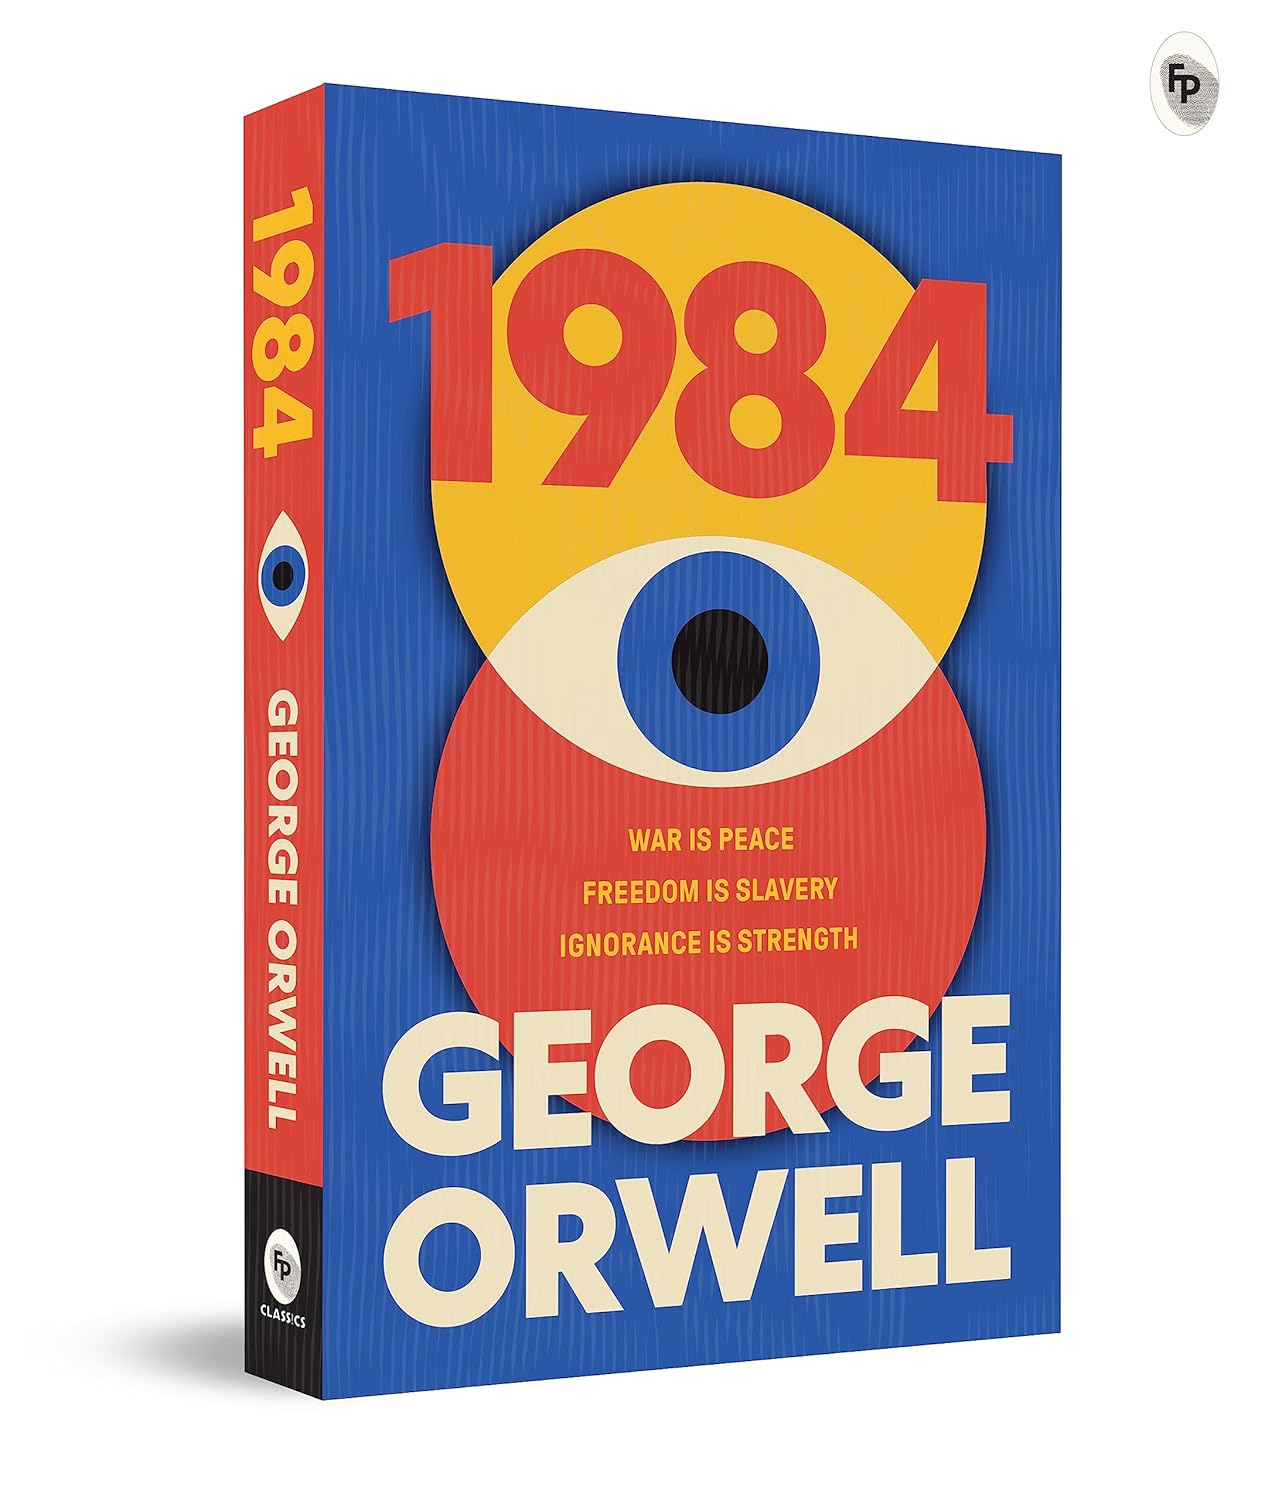 FP
1984
GEORGE ORWELL
FP
CLASSICS
1984
WAR IS PEACE
FREEDOM IS SLAVERY
IGNORANCE IS STRENGTH
GEORGE
ORWELL